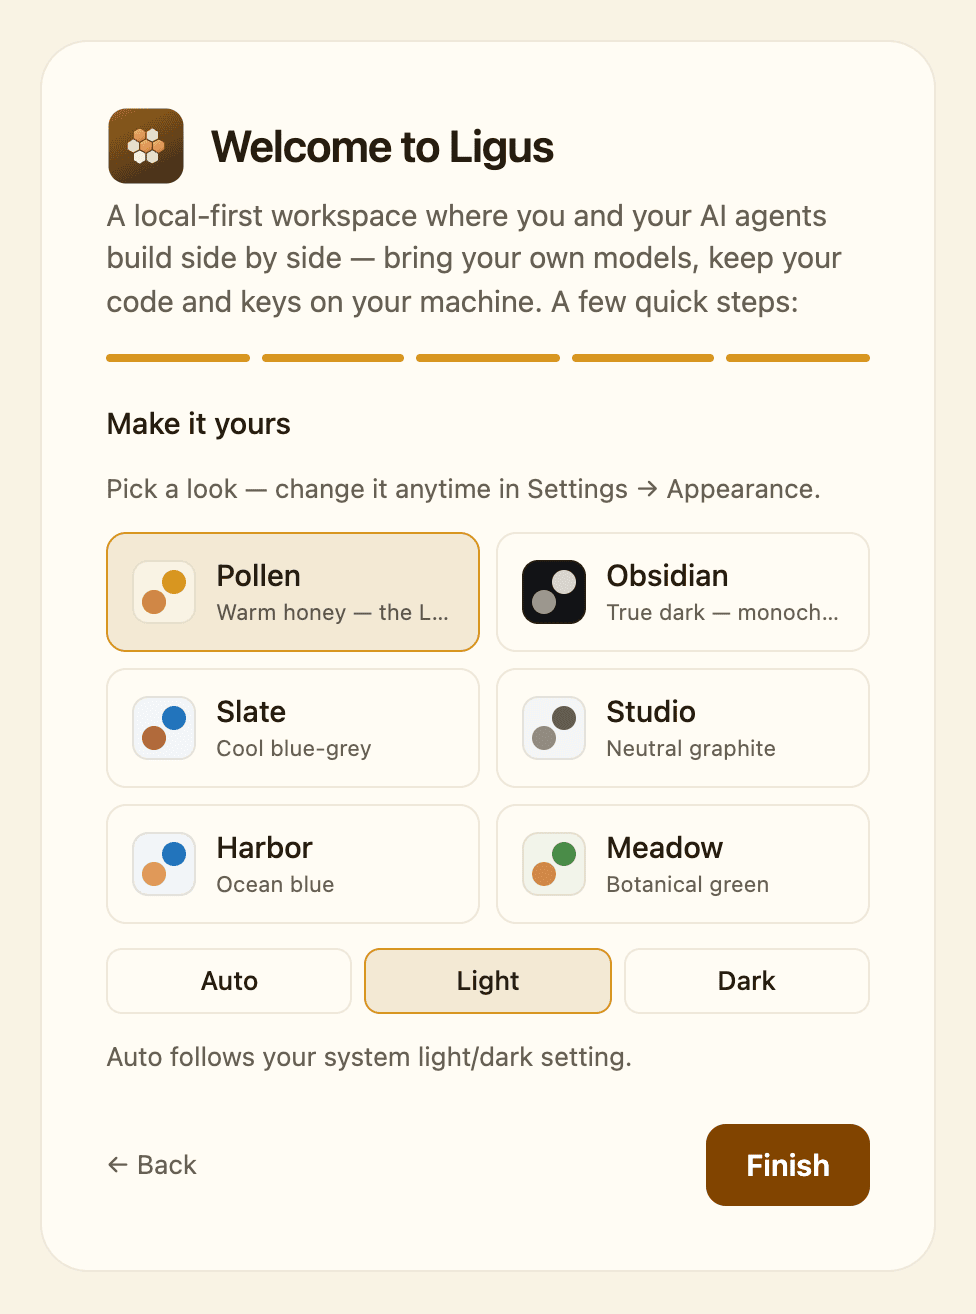 Welcome to Ligus
A local-first workspace where you and your AI agents
build side by side — bring your own models, keep your
code and keys on your machine. A few quick steps:
Make it yours
Pick a look — change it anytime in Settings → Appearance.
Pollen
Warm honey — the L...
Obsidian
True dark — monoch...
Slate
Cool blue-grey
Studio
Neutral graphite
Harbor
Ocean blue
Meadow
Botanical green
Auto
Light
Dark
Auto follows your system light/dark setting.
← Back
Finish